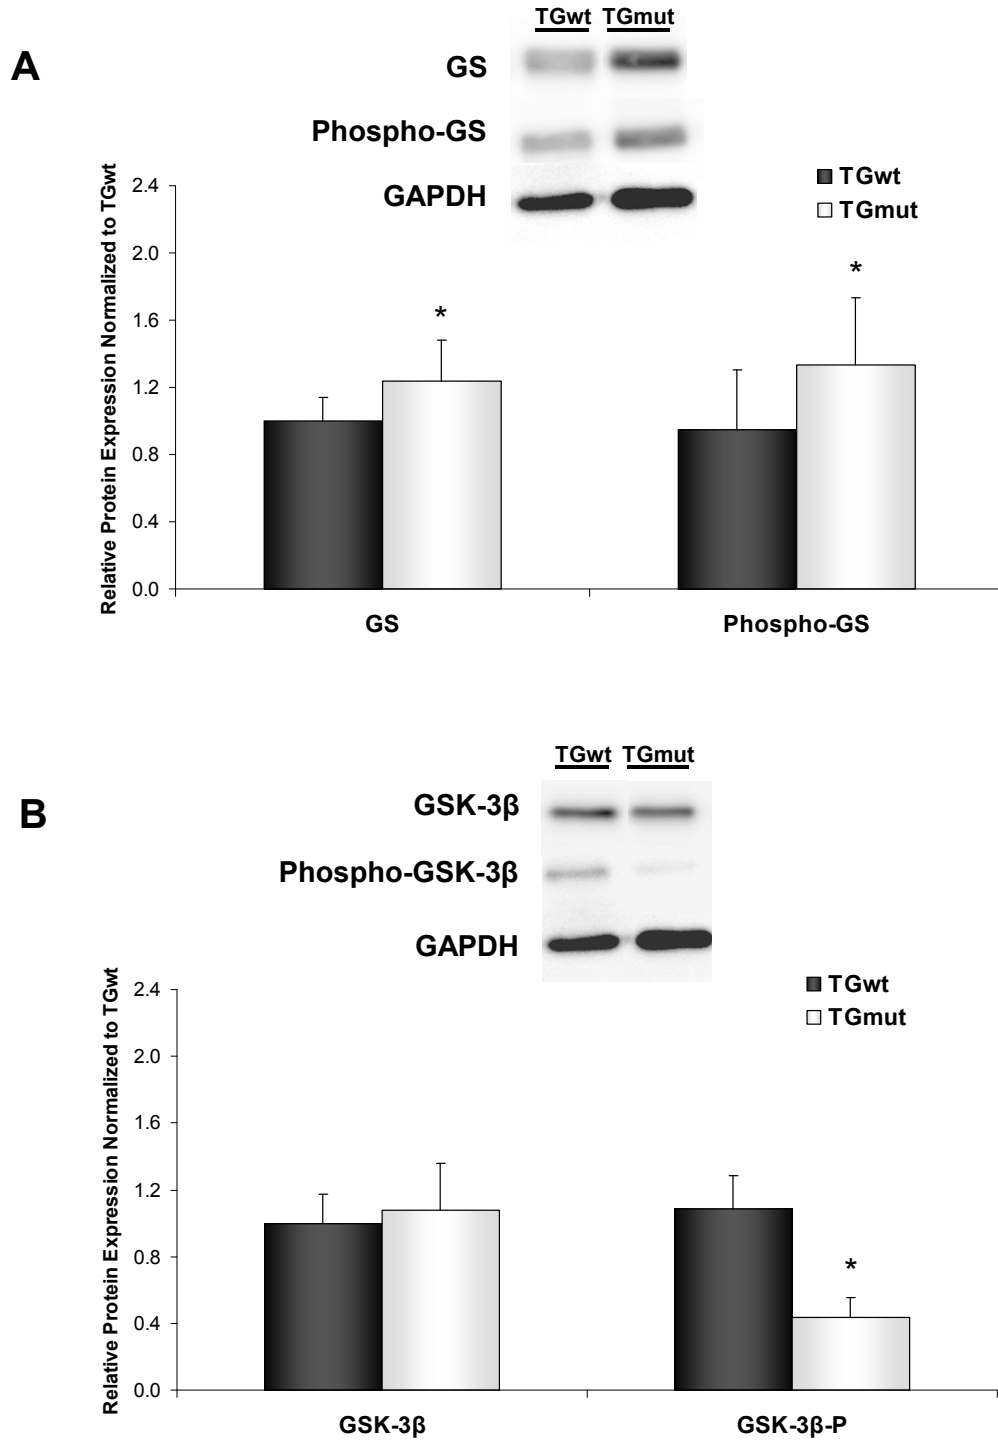 TGwt TGmut
A
GS
Phospho-GS
GAPDH
TGwt
TGmut
Relative Protein Expression Normalized to TGwt
2.4
2.0
1.6
1.2
0.8
0.4
0.0
*
*
GS Phospho-GS
TGwt TGmut
B
GSK-3β
Phospho-GSK-3β
GAPDH
TGwt
TGmut
Relative Protein Expression Normalized to TGwt
2.4
2.0
1.6
1.2
0.8
0.4
0.0
*
GSK-3β GSK-3β-P